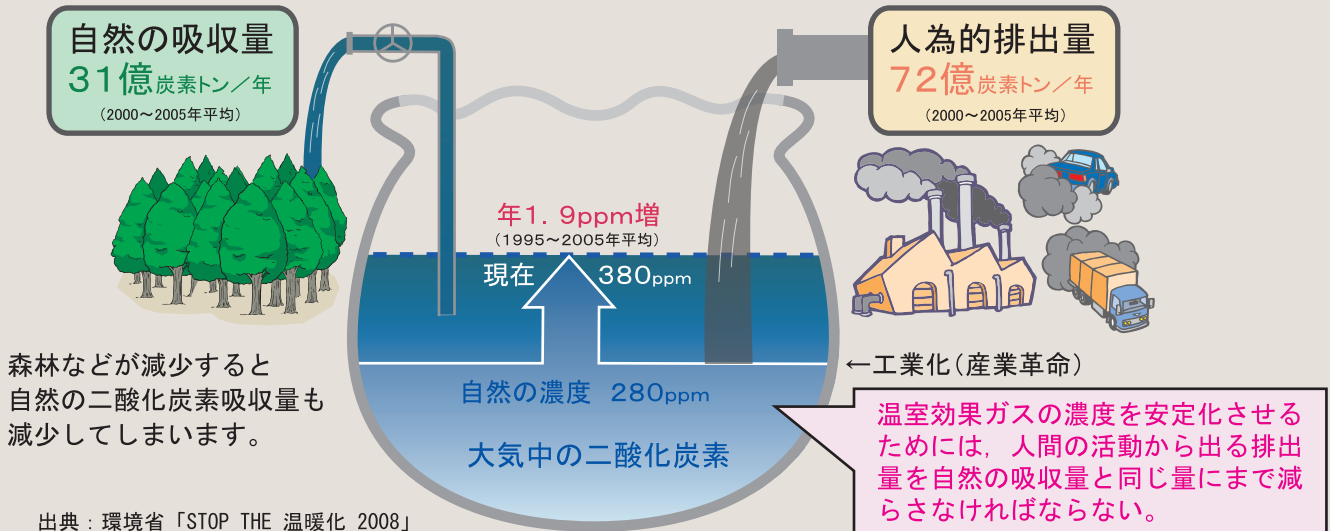 自然の吸収量
31億炭素トン／年
(2000～2005年平均)
人為的排出量
72億炭素トン／年
(2000～2005年平均)
年1.9ppm増
(1995～2005年平均)
現在 380ppm
森林などが減少すると
自然の二酸化炭素吸収量も
減少してしまいます。
←工業化(産業革命)
自然の濃度 280ppm
大気中の二酸化炭素
温室効果ガスの濃度を安定化させる
ためには，人間の活動から出る排出
量を自然の吸収量と同じ量にまで減
らさなければならない。
出典：環境省「STOP THE 温暖化 2008」